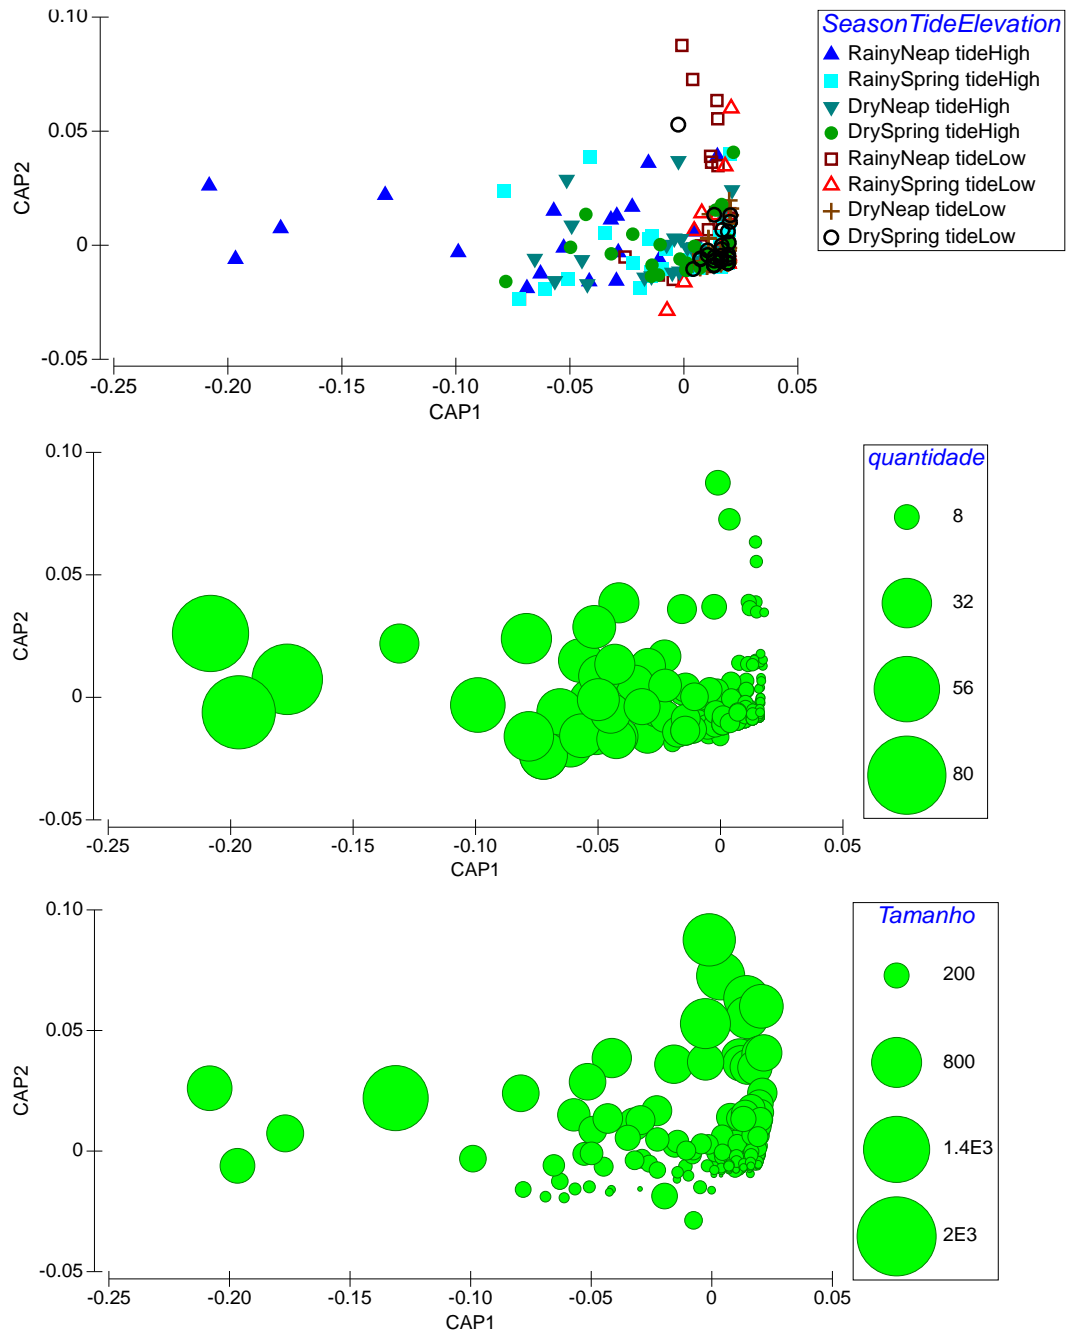 0.10
0.05
0
-0.05
CAP2
-0.25 -0.20 -0.15 -0.10 -0.05 0 0.05
CAP1
SeasonTideElevation
RainyNeap tideHigh
RainySpring tideHigh
DryNeap tideHigh
DrySpring tideHigh
RainyNeap tideLow
RainySpring tideLow
DryNeap tideLow
DrySpring tideLow
0.10
0.05
0
-0.05
CAP2
-0.25 -0.20 -0.15 -0.10 -0.05 0 0.05
CAP1
quantidade
8
32
56
80
0.10
0.05
0
-0.05
CAP2
-0.25 -0.20 -0.15 -0.10 -0.05 0 0.05
CAP1
Tamanho
200
800
1.4E3
2E3